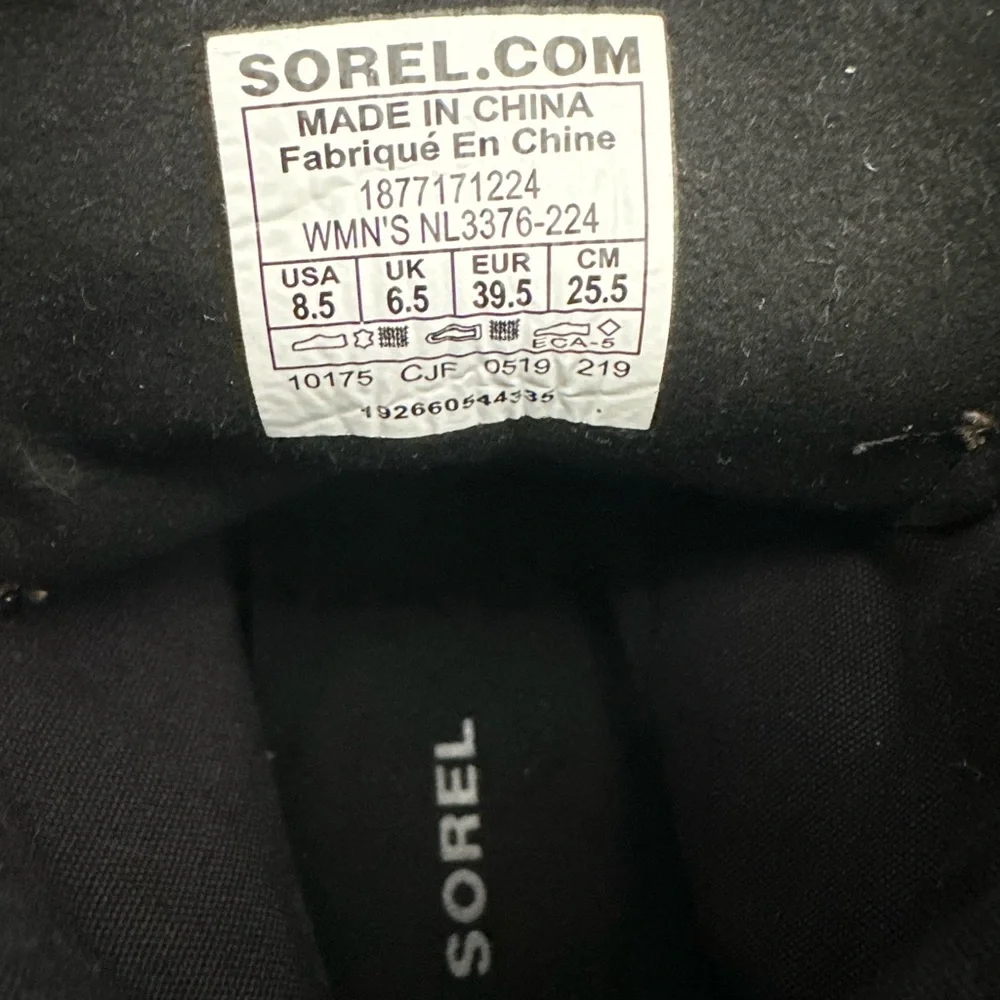 SOREL.COM
MADE IN CHINA
Fabriqué En Chine
1877171224
WMN'S NL3376-224
USA UK EUR CM
8.5 6.5 39.5 25.5
ECA-5
10175 CJF 0519 219
192660544335
SOREL